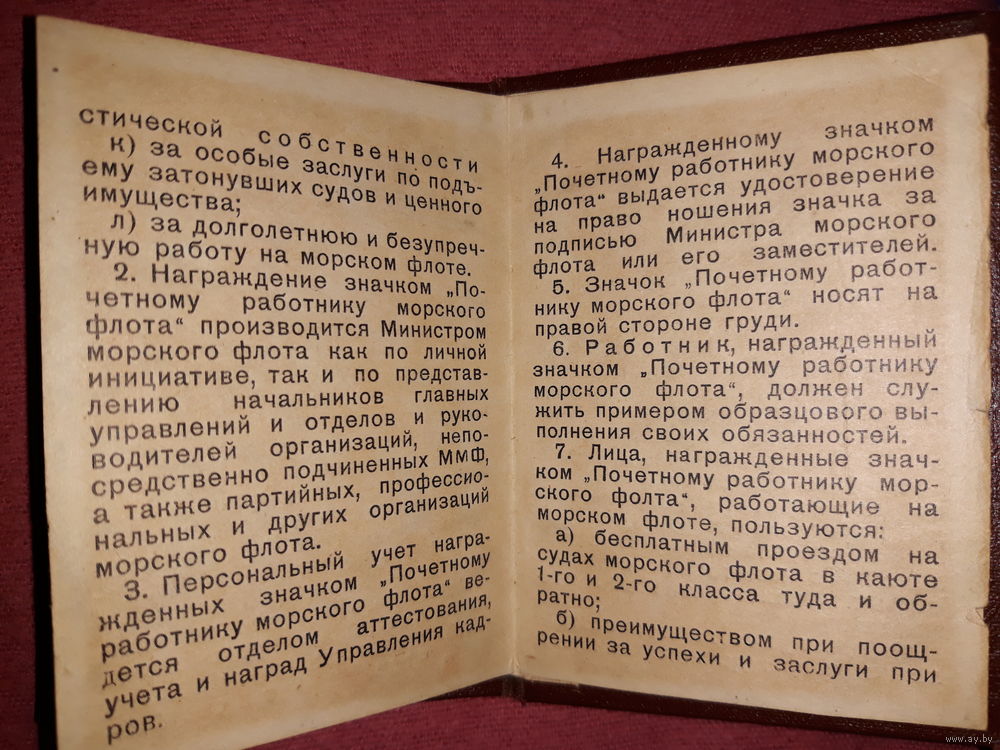 стической собственности
к) за особые заслуги по подъ-
ему затонувших судов и ценного
имущества;
л) за долголетнюю и безупреч-
ную работу на морском флоте.
2. Награждение значком „По-
четному работнику морского
флота“ производится Министром
морского флота как по личной
инициативе, так и по представ-
лению начальников главных
управлений и отделов и руко-
водителей организаций, непо-
средственно подчиненных ММФ,
а также партийных, профессио-
нальных и других организаций
морского флота.
3. Персональный учет награ-
жденных значком „Почетному
работнику морского флота“ ве-
дется отделом аттестования,
учета и наград Управления кад-
ров.
4. Награжденному значком
„Почетному работнику морского
флота“ выдается удостоверение
на право ношения значка за
подписью Министра морского
флота или его заместителей.
5. Значок „Почетному работ-
нику морского флота“ носят на
правой стороне груди.
6. Работник, награжденный
значком „Почетному работнику
морского флота“, должен слу-
жить примером образцового вы-
полнения своих обязанностей.
7. Лица, награжденные знач-
ком „Почетному работнику мор-
ского фолта“, работающие на
морском флоте, пользуются:
а) бесплатным проездом на
судах морского флота в каюте
1-го и 2-го класса туда и об-
ратно;
б) преимуществом при поощ-
рении за успехи и заслуги при
www.ay.by